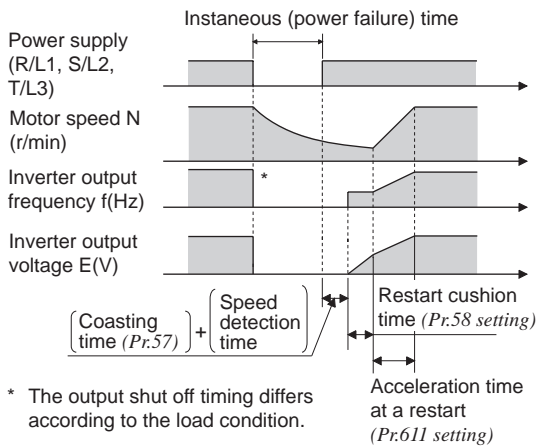 Instaneous (power failure) time
Power supply
(R/L1, S/L2,
T/L3)
Motor speed N
(r/min)
Inverter output
frequency f(Hz)
*
Inverter output
voltage E(V)
Coasting
time (Pr.57)
+
Speed
detection
time
Restart cushion
time (Pr.58 setting)
Acceleration time
at a restart
(Pr.611 setting)
* The output shut off timing differs
according to the load condition.